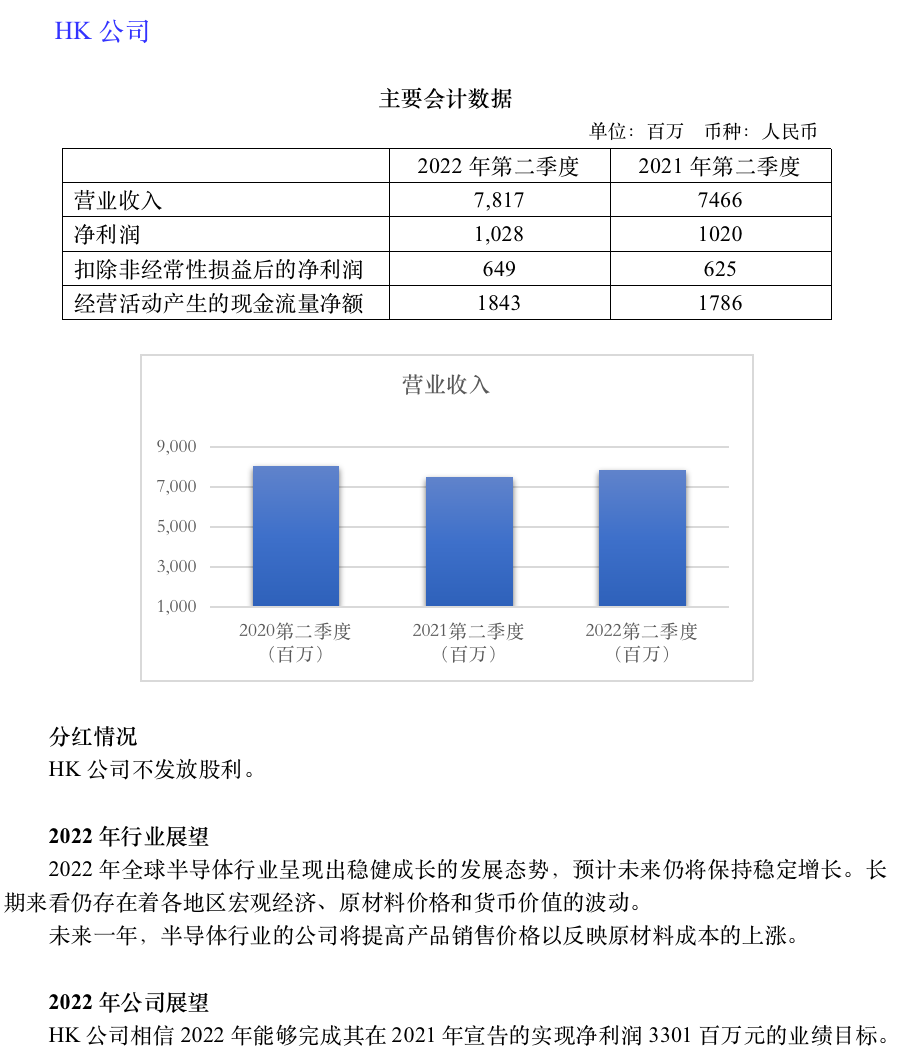 HK 公司
主要会计数据
单位：百万 币种：人民币
2022 年第二季度 2021 年第二季度
营业收入 7,817 7466
净利润 1,028 1020
扣除非经常性损益后的净利润 649 625
经营活动产生的现金流量净额 1843 1786
营业收入
9,000
7,000
5,000
3,000
1,000
2020第二季度（百万） 2021第二季度（百万） 2022第二季度（百万）
分红情况
HK 公司不发放股利。
2022 年行业展望
2022 年全球半导体行业呈现出稳健成长的发展态势，预计未来仍将保持稳定增长。长
期来看仍存在着各地区宏观经济、原材料价格和货币价值的波动。
未来一年，半导体行业的公司将提高产品销售价格以反映原材料成本的上涨。
2022 年公司展望
HK 公司相信 2022 年能够完成其在 2021 年宣告的实现净利润 3301 百万元的业绩目标。